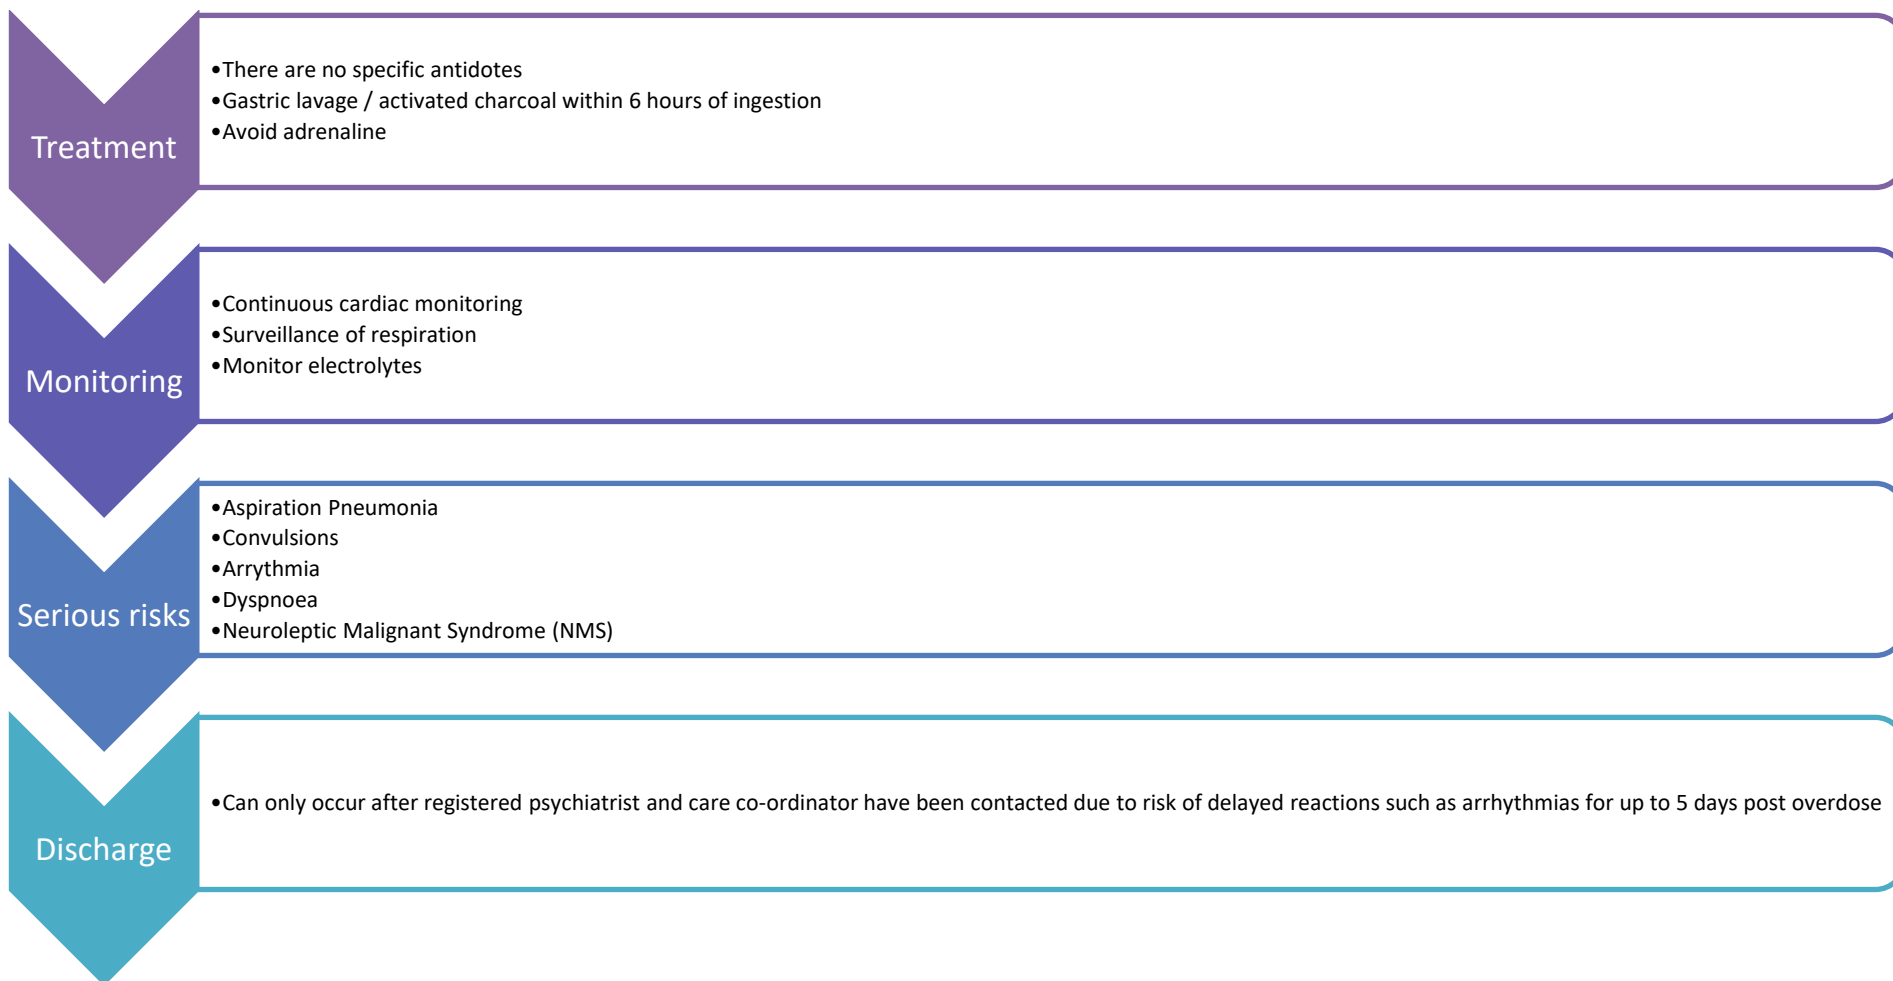 Treatment
•There are no specific antidotes
•Gastric lavage / activated charcoal within 6 hours of ingestion
•Avoid adrenaline
Monitoring
•Continuous cardiac monitoring
•Surveillance of respiration
•Monitor electrolytes
Serious risks
•Aspiration Pneumonia
•Convulsions
•Arrythmia
•Dyspnoea
•Neuroleptic Malignant Syndrome (NMS)
Discharge
•Can only occur after registered psychiatrist and care co-ordinator have been contacted due to risk of delayed reactions such as arrhythmias for up to 5 days post overdose